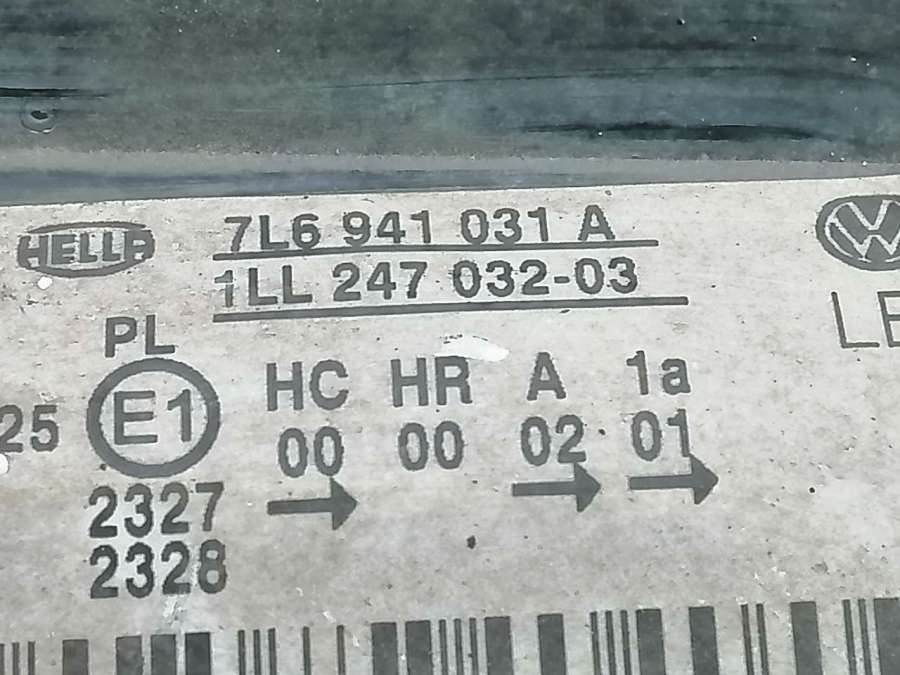 HELLA 7L6 941 031 A
1LL 247 032-03
PL
LE
HC HR A 1a
25 E1 00 00 02 01
2327
2328